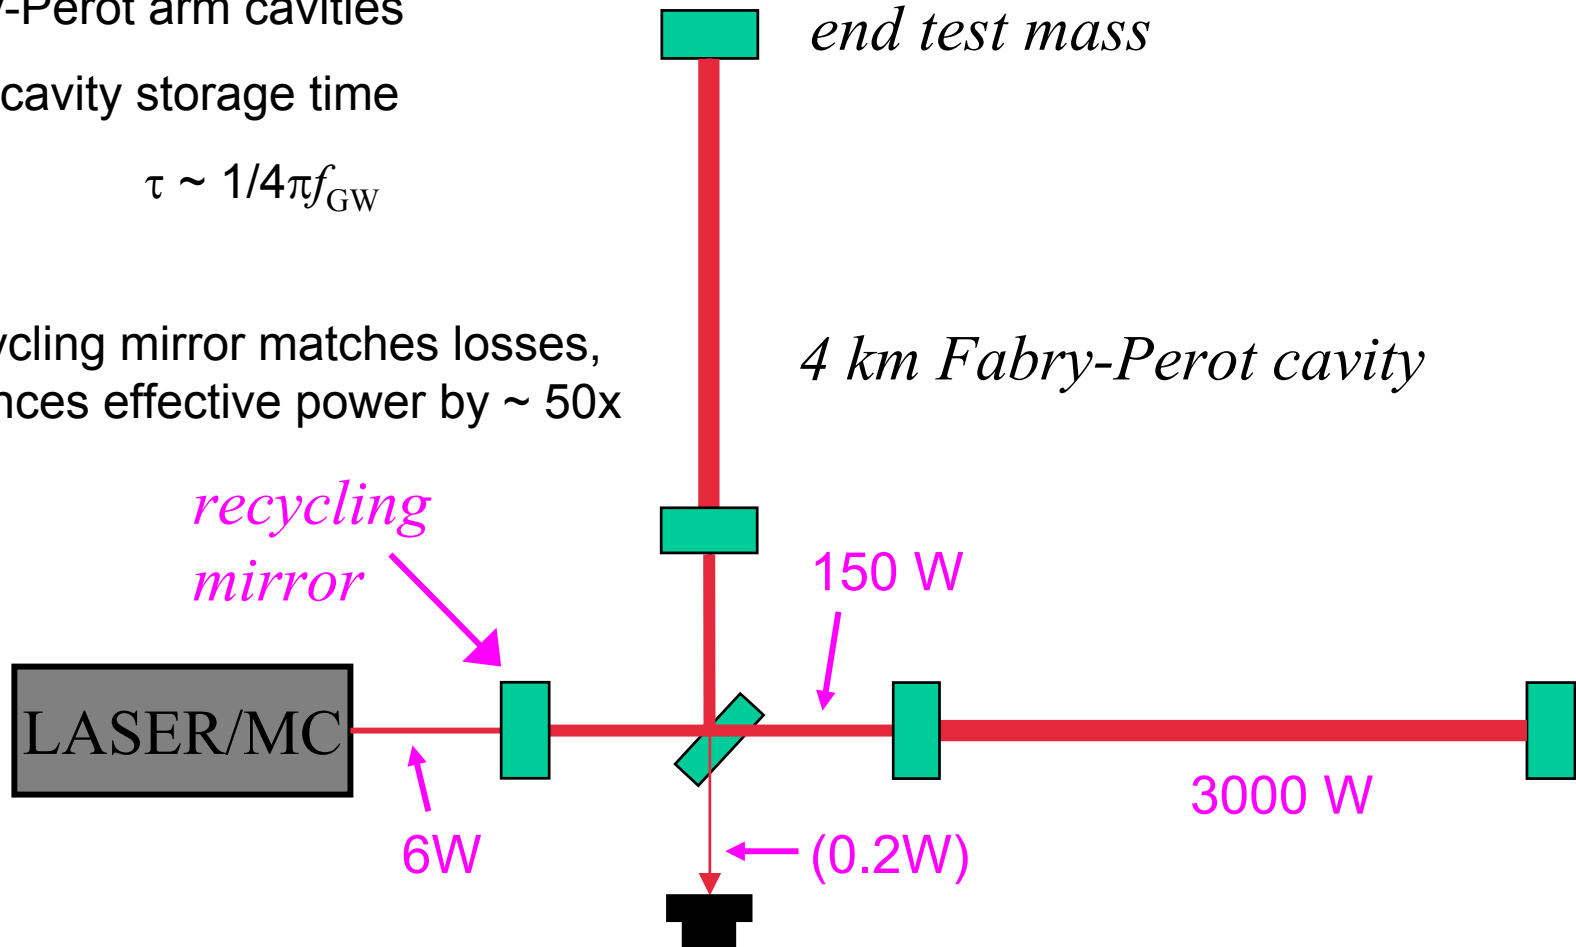 y-Perot arm cavities
end test mass
cavity storage time
τ ~ 1/4πf_GW
ycling mirror matches losses,
nces effective power by ~ 50x
4 km Fabry-Perot cavity
recycling
mirror
150 W
LASER/MC
3000 W
6W
(0.2W)